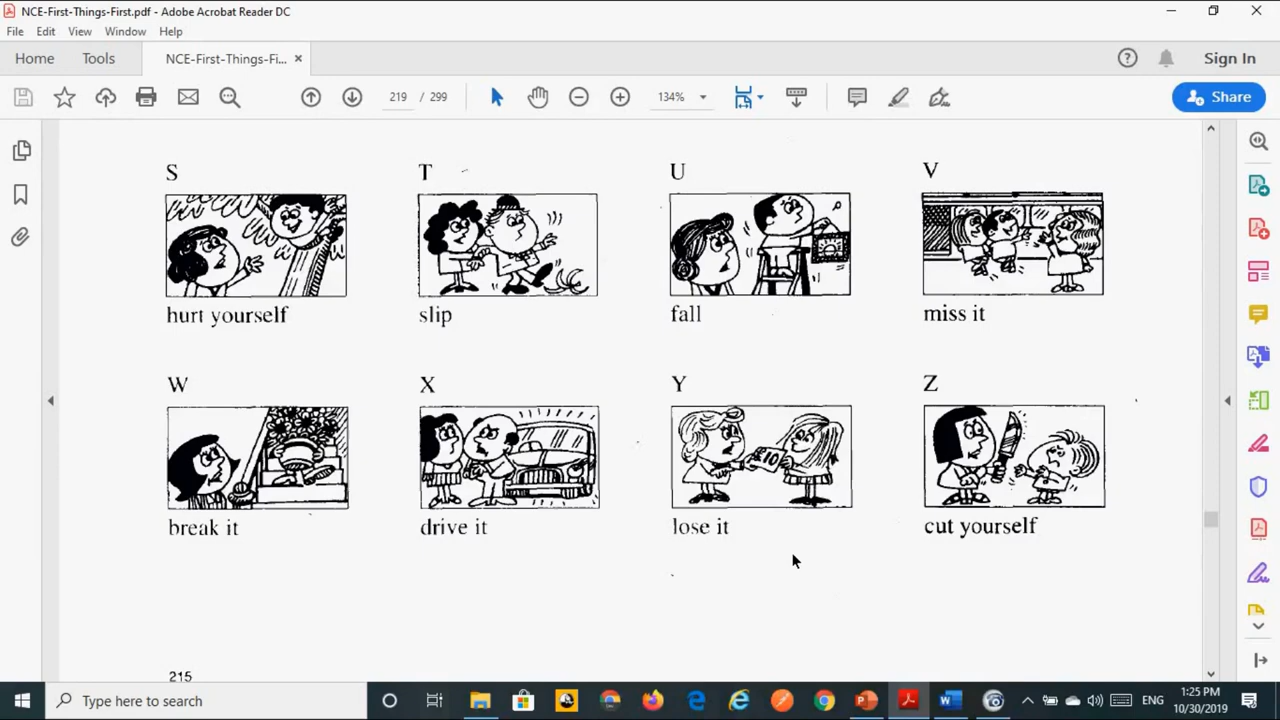 NCE-First-Things-First.pdf - Adobe Acrobat Reader DC
File Edit View Window Help
Home Tools NCE-First-Things-Fi... Sign In
219 / 299 134% Share
S T U V
hurt yourself slip fall miss it
W X Y Z
£10
break it drive it lose it cut yourself
215
Type here to search ENG 1:25 PM
10/30/2019